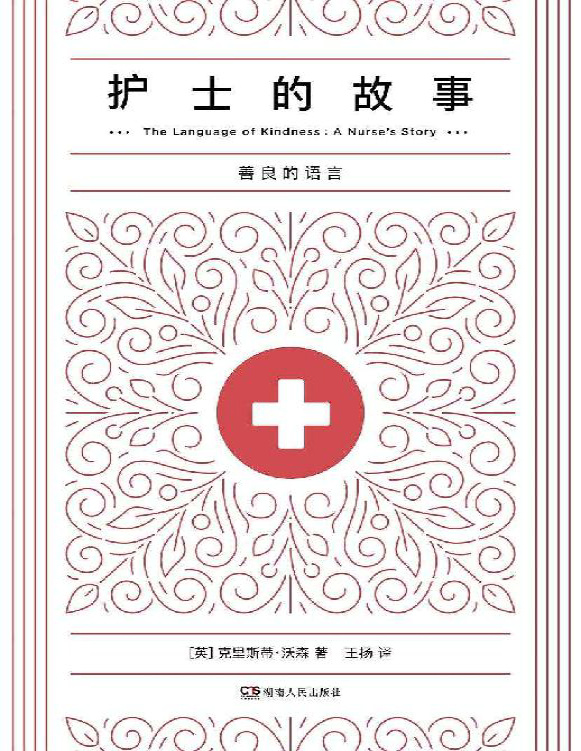 护士的故事
••• The Language of Kindness : A Nurse's Story •••
善良的语言
[英] 克里斯蒂·沃森 著 王扬 译
湖南人民出版社